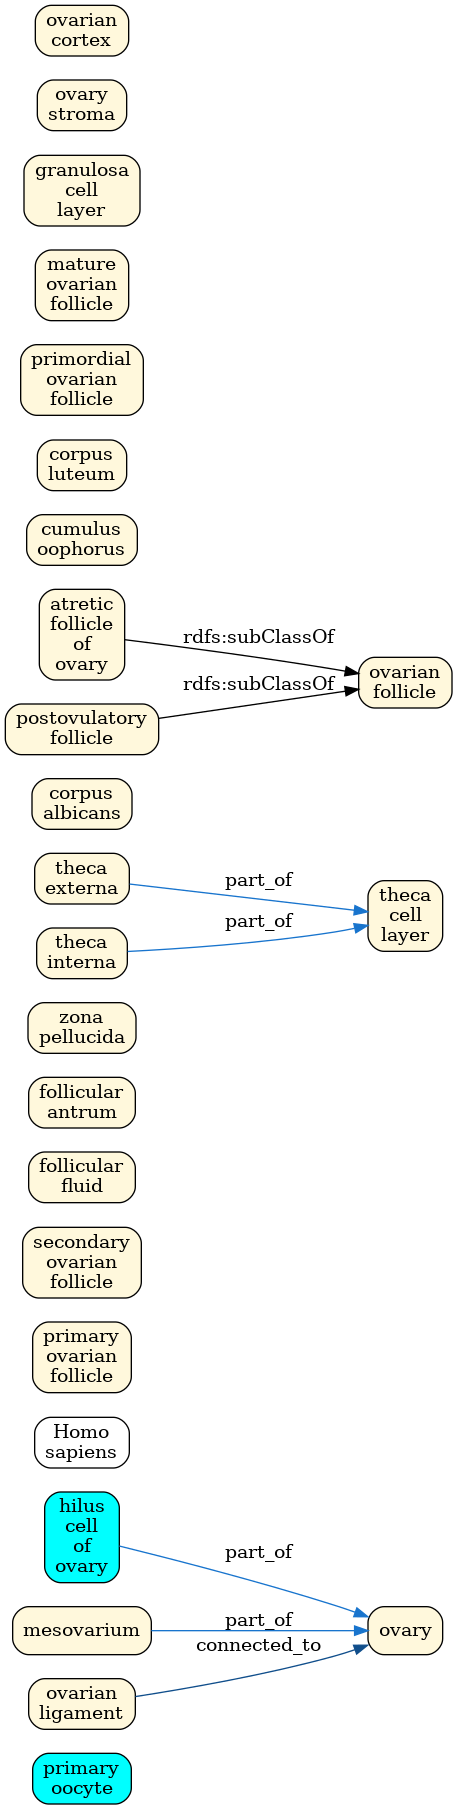 ovarian
cortex
ovary
stroma
granulosa
cell
layer
mature
ovarian
follicle
primordial
ovarian
follicle
corpus
luteum
cumulus
oophorus
atretic
follicle
of
ovary
rdfs:subClassOf
rdfs:subClassOf
ovarian
follicle
postovulatory
follicle
corpus
albicans
theca
externa
part_of
theca
cell
layer
theca
interna
part_of
zona
pellucida
follicular
antrum
follicular
fluid
secondary
ovarian
follicle
primary
ovarian
follicle
Homo
sapiens
hilus
cell
of
ovary
part_of
mesovarium
part_of
ovary
connected_to
ovarian
ligament
primary
oocyte